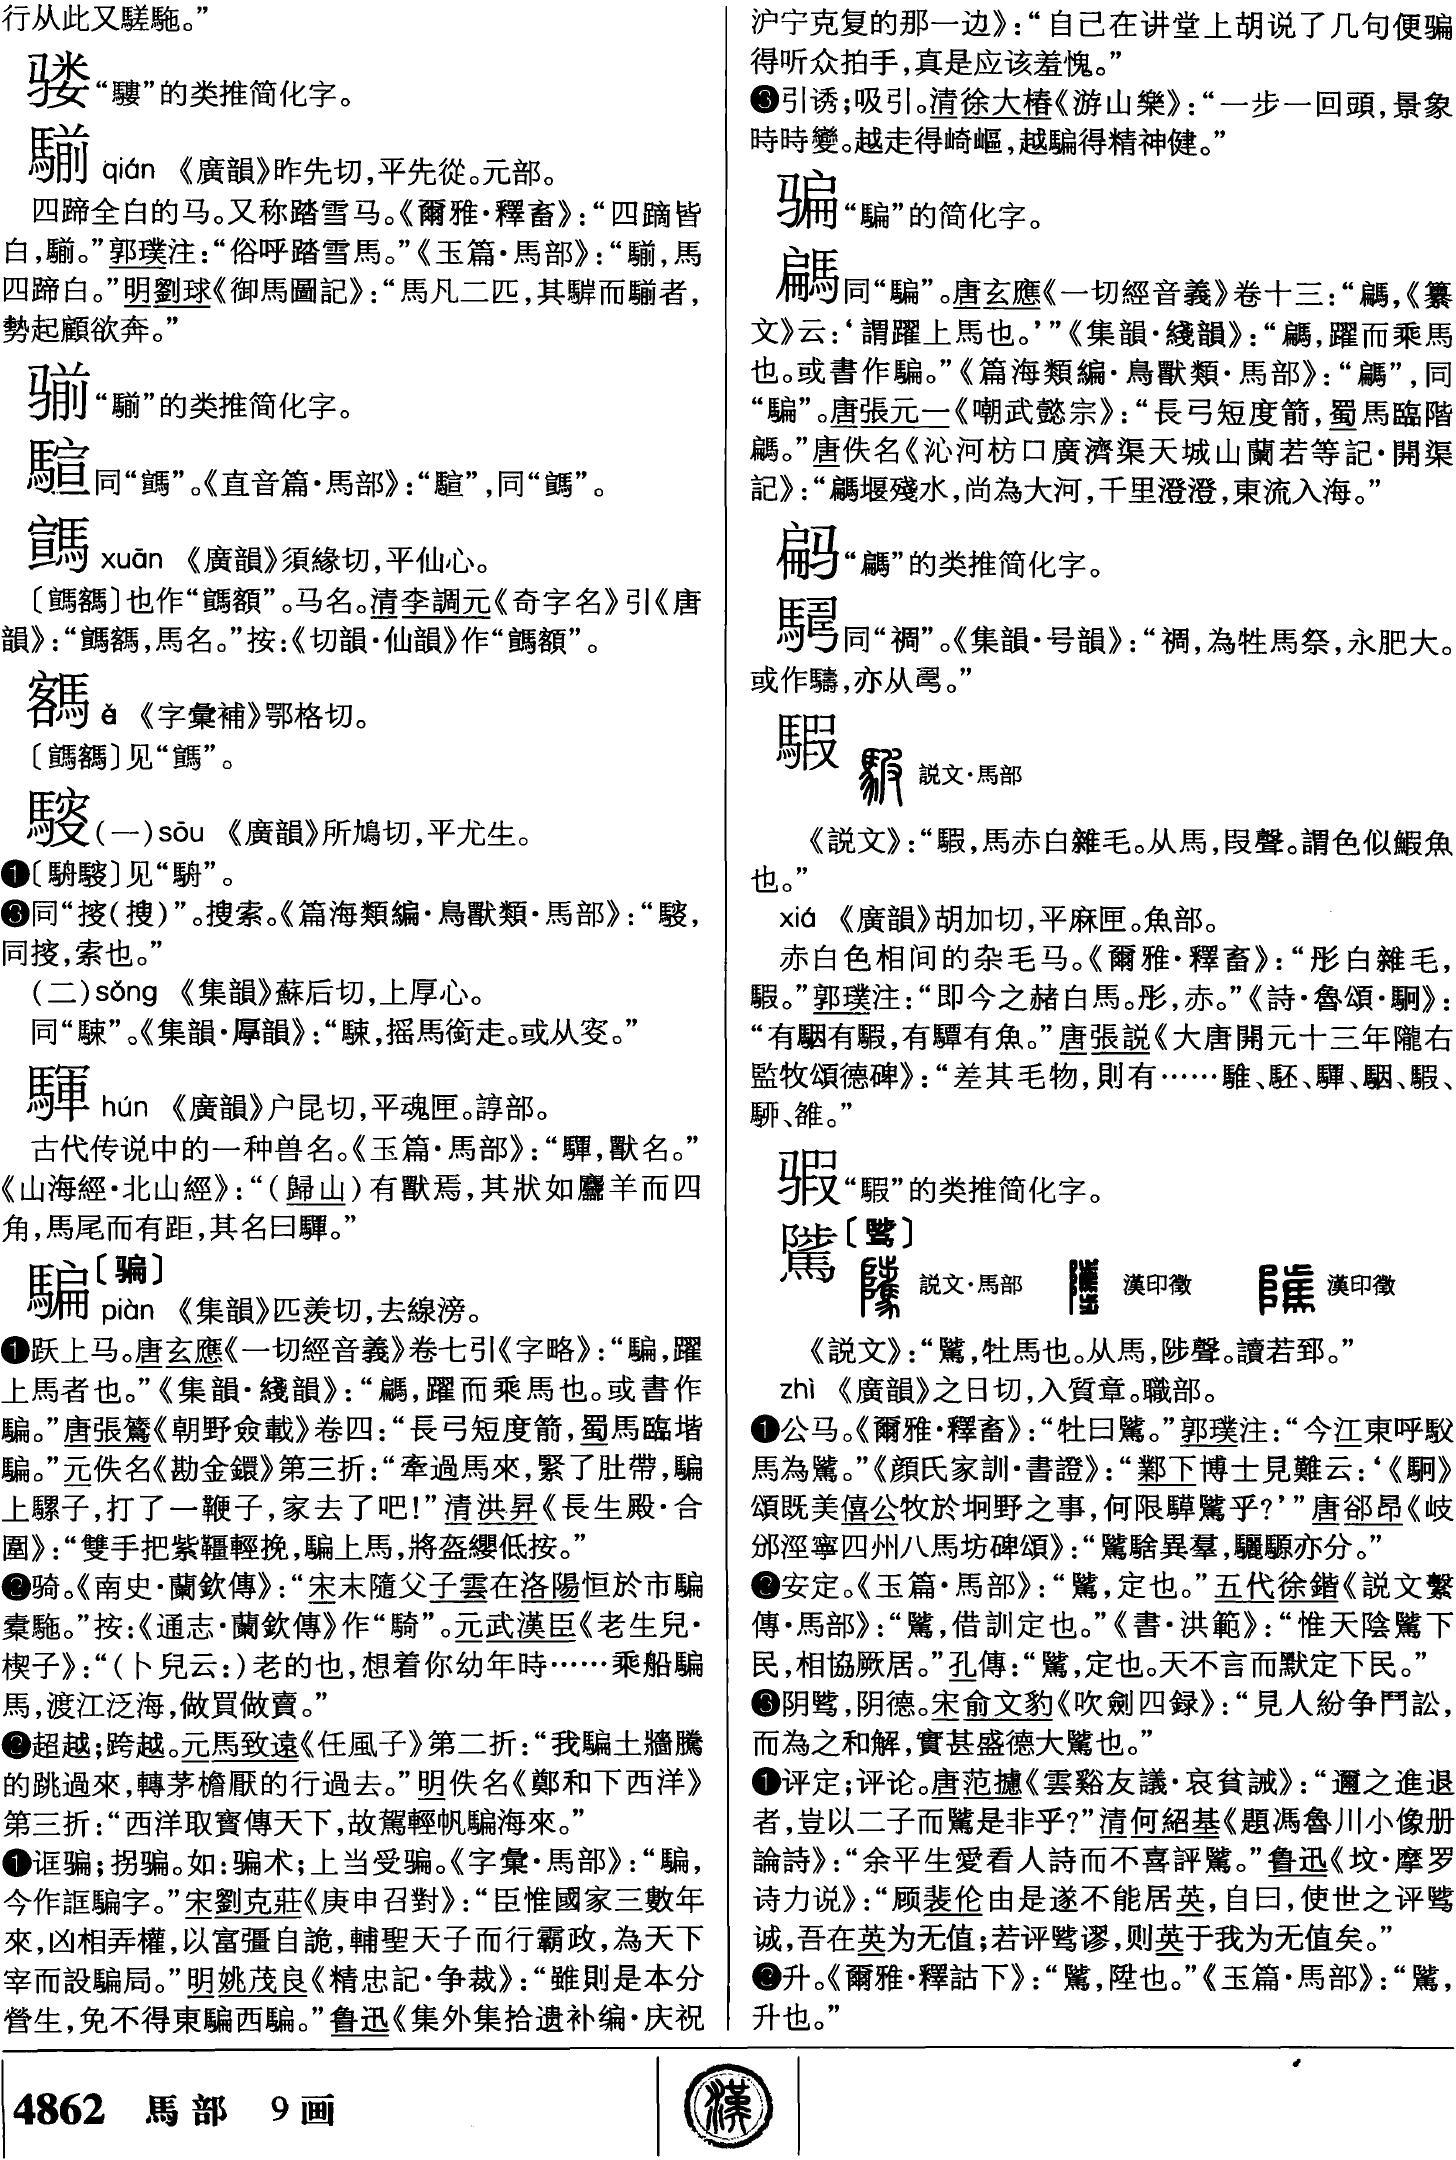 行从此又騣駞。”
骙“騤”的类推简化字。
騚 qián 《廣韻》昨先切，平先從。元部。
四蹄全白的马。又称踏雪马。《爾雅·釋畜》：“四蹢皆
白，騚。”郭璞注：“俗呼踏雪馬。”《玉篇·馬部》：“騚，馬
四蹄白。”明劉球《御馬圖記》：“馬凡二匹，其騂而騚者，
勢起顧欲奔。”
“騚”的类推简化字。
同“䮝”。《直音篇·馬部》：“
xuān 《廣韻》須緣切，平仙心。
也作“
”。马名。清李調元《奇字名》引《唐
韻》：“
，馬名。”按：《切韻·仙韻》作“
ě 《字彙補》鄂格切。
见“
騪(一)sōu 《廣韻》所鳩切，平尤生。
❶〔䮛騪〕见“䮛”。
❸同“㨮(搜)”。搜索。《篇海類編·鳥獸類·馬部》：“騪，
同㨮，索也。”
(二)sǒng 《集韻》蘇后切，上厚心。
同“駷”。《集韻·厚韻》：“駷，摇馬銜走。或从叜。”
驒 hún 《廣韻》户昆切，平魂匣。諄部。
古代传说中的一种兽名。《玉篇·馬部》：“䮝，獸名。”
《山海經·北山經》：“(歸山)有獸焉，其狀如麢羊而四
角，馬尾而有距，其名曰䮝。”
騙〔骗〕
piàn 《集韻》匹羨切，去線滂。
❶跃上马。唐玄應《一切經音義》卷七引《字略》：“騙，躍
上馬者也。”《集韻·綫韻》：“騗，躍而乘馬也。或書作
騙。”唐張鷟《朝野僉載》卷四：“長弓短度箭，蜀馬臨堦
騙。”元佚名《勘金鐶》第三折：“牽過馬來，緊了肚帶，騙
上騾子，打了一鞭子，家去了吧！”清洪昇《長生殿·合
圍》：“雙手把紫韁輕挽，騙上馬，將盔纓低按。”
❷骑。《南史·蘭欽傳》：“宋末隨父子雲在洛陽恒於市騙
橐駞。”按：《通志·蘭欽傳》作“騎”。元武漢臣《老生兒·
楔子》：“(卜兒云：)老的也，想着你幼年時……乘船騙
馬，渡江泛海，做買做賣。”
❷超越；跨越。元馬致遠《任風子》第二折：“我騙土牆騰
的跳過來，轉茅檐厭的行過去。”明佚名《鄭和下西洋》
第三折：“西洋取寳傳天下，故駕輕帆騙海來。”
❶诓骗；拐骗。如：骗术；上当受骗。《字彙·馬部》：“騙，
今作誆騙字。”宋劉克莊《庚申召對》：“臣惟國家三數年
來，凶相弄權，以富彊自詭，輔聖天子而行霸政，為天下
宰而設騙局。”明姚茂良《精忠記·争裁》：“雖則是本分
營生，免不得東騙西騙。”鲁迅《集外集拾遗补编·庆祝
沪宁克复的那一边》：“自己在讲堂上胡说了几句便骗
得听众拍手，真是应该羞愧。”
❸引诱；吸引。清徐大椿《游山樂》：“一步一回頭，景象
時時變。越走得崎嶇，越騙得精神健。”
骗“騙”的简化字。
騗同“騙”。唐玄應《一切經音義》卷十三：“騗，《纂
文》云：‘謂躍上馬也。’”《集韻·綫韻》：“騗，躍而乘馬
也。或書作騙。”《篇海類編·鳥獸類·馬部》：“騗”，同
“騙”。唐張元一《嘲武懿宗》：“長弓短度箭，蜀馬臨階
騗。”唐佚名《沁河枋口廣濟渠天城山蘭若等記·開渠
記》：“騗堰殘水，尚為大河，千里澄澄，東流入海。”
“騗”的类推简化字。
同“禂”。《集韻·号韻》：“禂，為牲馬祭，永肥大。
或作䮻，亦从
騢
説文·馬部
《説文》：“騢，馬赤白雜毛。从馬，叚聲。謂色似鰕魚
也。”
xiá 《廣韻》胡加切，平麻匣。魚部。
赤白色相间的杂毛马。《爾雅·釋畜》：“彤白雜毛，
騢。”郭璞注：“即今之赭白馬。彤，赤。”《詩·魯頌·駉》：
“有駰有騢，有驔有魚。”唐張説《大唐開元十三年隴右
監牧頌德碑》：“差其毛物，則有……騅、駓、驒、駰、騢、
騂、雒。”
“騢”的类推简化字。
騭〔骘〕
説文·馬部 漢印徵 漢印徵
《説文》：“騭，牡馬也。从馬，陟聲。讀若郅。”
zhì 《廣韻》之日切，入質章。職部。
❶公马。《爾雅·釋畜》：“牡曰騭。”郭璞注：“今江東呼駇
馬為騭。”《顔氏家訓·書證》：“鄴下博士見難云：‘《駉》
頌既美僖公牧於坰野之事，何限騲騭乎？’”唐郤昂《岐
邠涇寧四州八馬坊碑頌》：“騭騇異羣，驪騵亦分。”
❷安定。《玉篇·馬部》：“騭，定也。”五代徐鍇《説文繫
傳·馬部》：“騭，借訓定也。”《書·洪範》：“惟天陰騭下
民，相協厥居。”孔傳：“騭，定也。天不言而默定下民。”
❸阴骘，阴德。宋俞文豹《吹劍四録》：“見人紛争鬥訟，
而為之和解，實甚盛德大騭也。”
❶评定；评论。唐范攄《雲谿友議·哀貧誡》：“邇之進退
者，豈以二子而騭是非乎？”清何紹基《題馮魯川小像册
論詩》：“余平生愛看人詩而不喜評騭。”鲁迅《坟·摩罗
诗力说》：“顾裴伦由是遂不能居英，自曰，使世之评骘
诚，吾在英为无值；若评骘谬，则英于我为无值矣。”
❷升。《爾雅·釋詁下》：“騭，陞也。”《玉篇·馬部》：“騭，
升也。”
4862 馬部 9画
漢